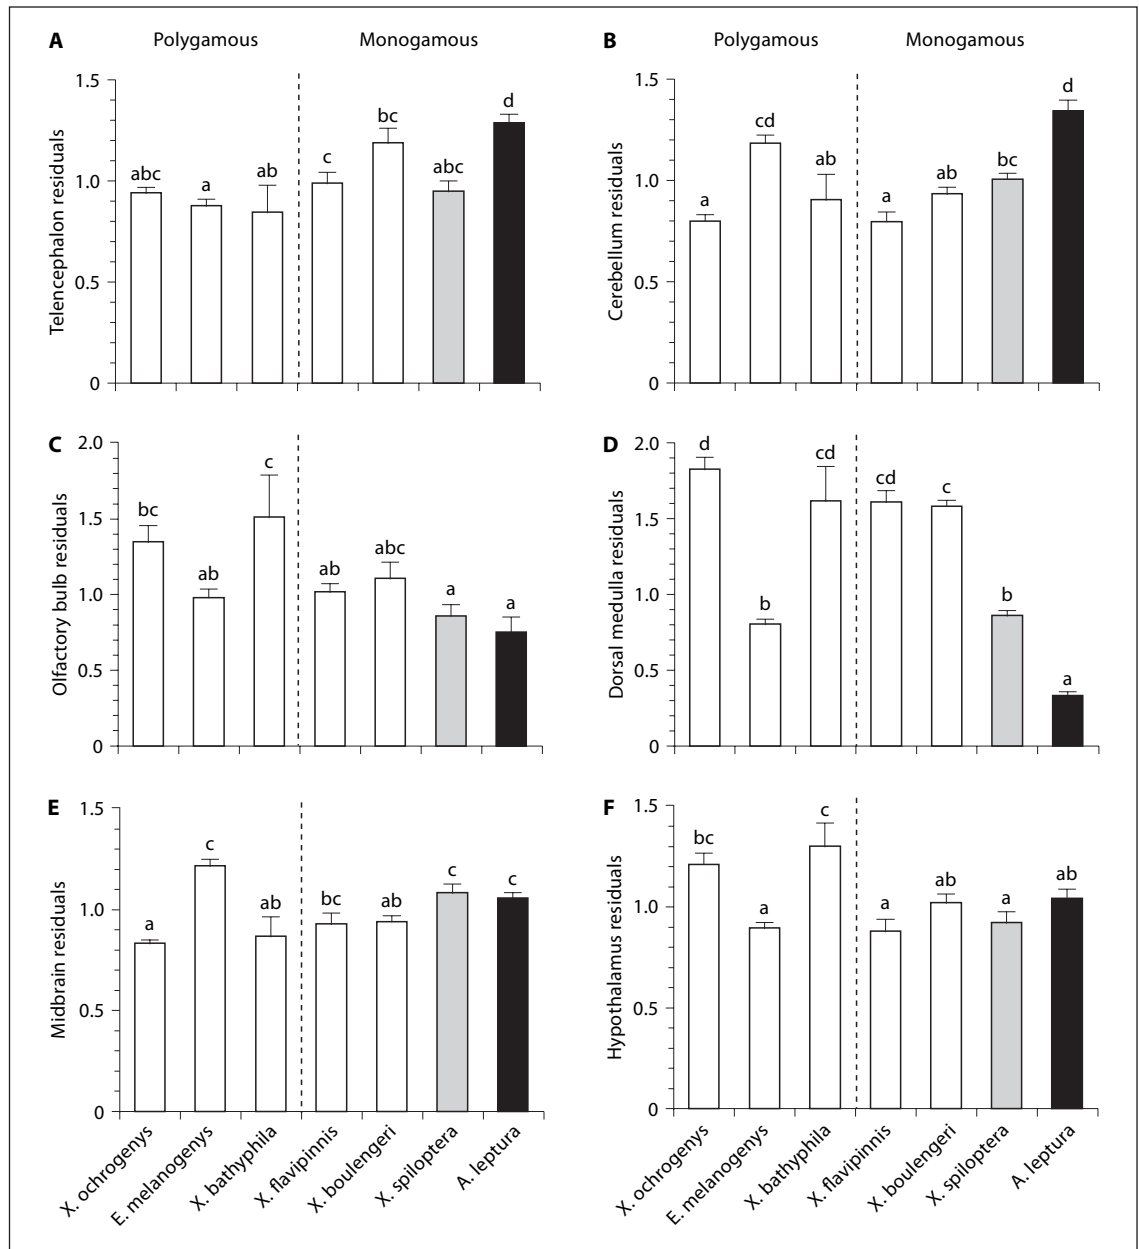 A Polygamous Monogamous
1.5
1.0
0.5
0
Telencephalon residuals
abc a ab c bc abc d
B Polygamous Monogamous
1.5
1.0
0.5
0
Cerebellum residuals
a cd ab a ab bc d
C
2.0
1.5
1.0
0.5
0
Olfactory bulb residuals
bc ab c ab abc a a
D
2.0
1.5
1.0
0.5
0
Dorsal medulla residuals
d b cd cd c b a
E
1.5
1.0
0.5
0
Midbrain residuals
a c ab bc ab c c
X. ochrogenys
E. melanogenys
X. bathyphila
X. flavipinnis
X. boulengeri
X. spiloptera
A. leptura
F
1.5
1.0
0.5
0
Hypothalamus residuals
bc a c a ab a ab
X. ochrogenys
E. melanogenys
X. bathyphila
X. flavipinnis
X. boulengeri
X. spiloptera
A. leptura